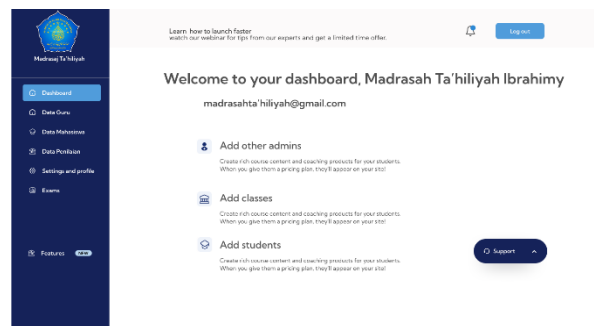 Madrasaj Ta'hiliyah
Dashboard
Data Guru
Data Mahasiswa
Data Penilaian
Settings and profile
Exams
Features NEW
Learn how to launch faster
watch our webinar for tips from our experts and get a limited time offer.
Log out
Welcome to your dashboard, Madrasah Ta'hiliyah Ibrahimy
madrasahta'hiliyah@gmail.com
Add other admins
Create rich course content and coaching products for your students.
When you give them a pricing plan, they'll appear on your site!
Add classes
Create rich course content and coaching products for your students.
When you give them a pricing plan, they'll appear on your site!
Add students
Create rich course content and coaching products for your students.
When you give them a pricing plan, they'll appear on your site!
Support